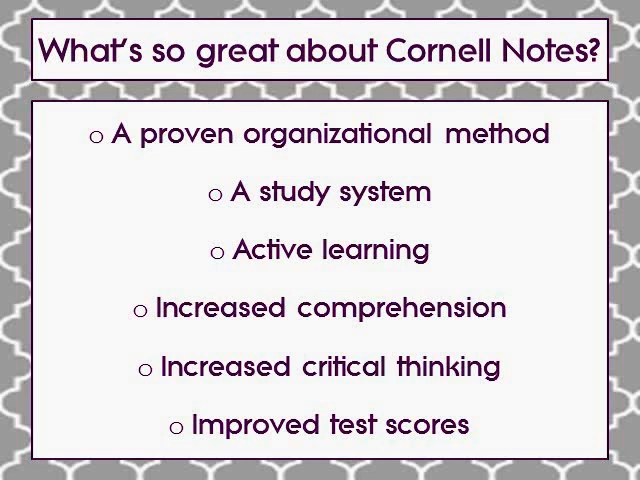 What's so great about Cornell Notes?
o A proven organizational method
o A study system
o Active learning
o Increased comprehension
o Increased critical thinking
o Improved test scores